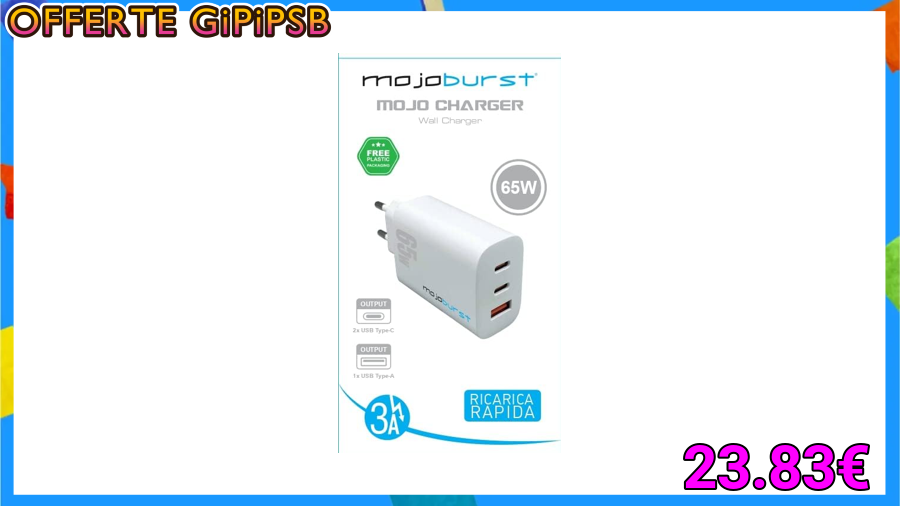 OFFERTE GiPiPSB
mojoburst
MOJO CHARGER
Wall Charger
FREE
PLASTIC
PACKAGING
65W
65W
mojoburst
OUTPUT
2x USB Type-C
OUTPUT
1x USB Type-A
3A
RICARICA
RAPIDA
23.83€